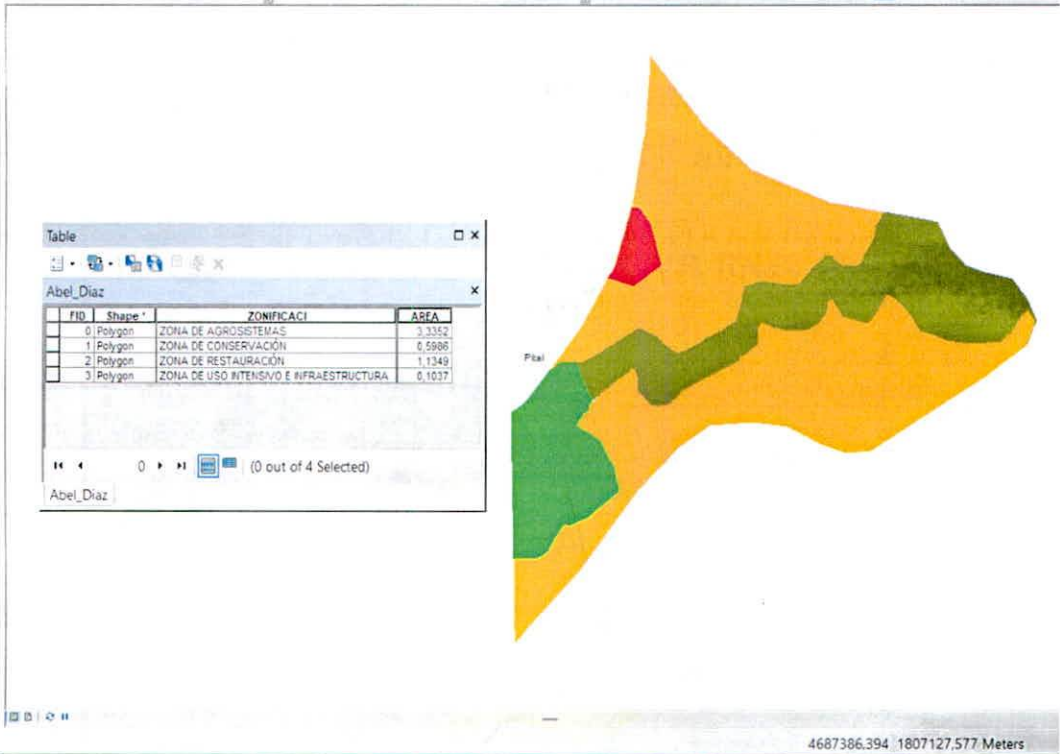 Table
Abel_Diaz
FID Shape * ZONIFICACI AREA
0 Polygon ZONA DE AGROSISTEMAS 3,3352
1 Polygon ZONA DE CONSERVACIÓN 0,5986
2 Polygon ZONA DE RESTAURACIÓN 1,1349
3 Polygon ZONA DE USO INTENSIVO E INFRAESTRUCTURA 0,1037
0 (0 out of 4 Selected)
Abel_Diaz
Pital
4687386,394 1807127,577 Meters